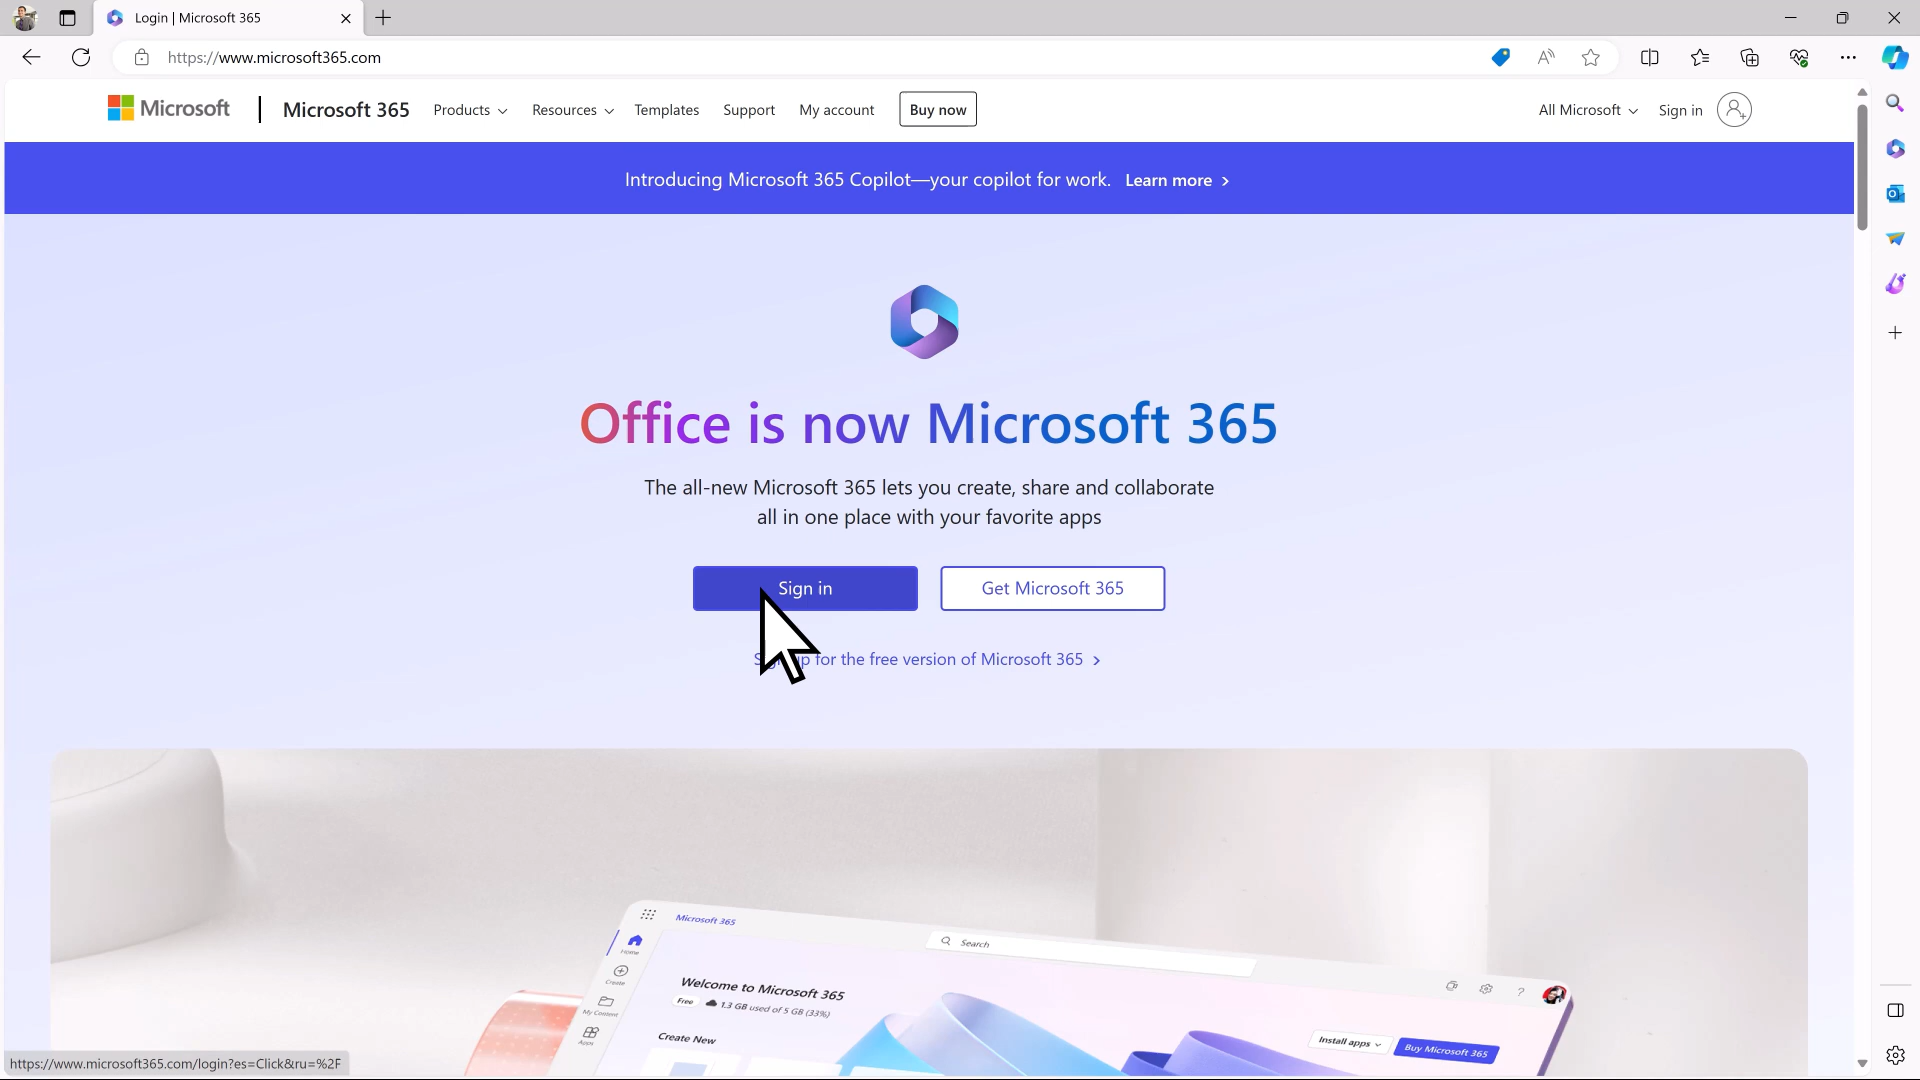 Login | Microsoft 365
https://www.microsoft365.com
Microsoft
Microsoft 365
Products
Resources
Templates
Support
My account
Buy now
All Microsoft
Sign in
Introducing Microsoft 365 Copilot—your copilot for work. Learn more
Office is now Microsoft 365
The all-new Microsoft 365 lets you create, share and collaborate
all in one place with your favorite apps
Sign in
Get Microsoft 365
for the free version of Microsoft 365
Microsoft 365
Search
Home
Create
My Content
Apps
Welcome to Microsoft 365
Free 1.3 GB used of 5 GB (33%)
Create New
Install apps
Buy Microsoft 365
https://www.microsoft365.com/login?es=Click&ru=%2F